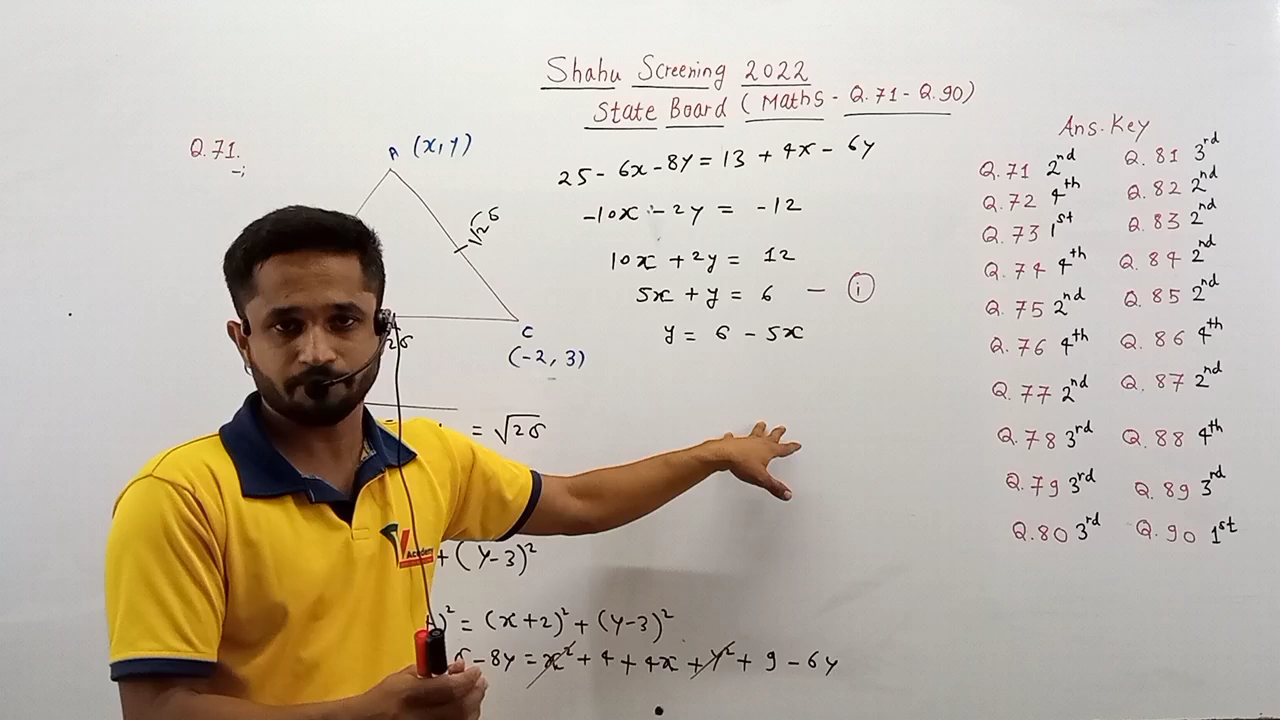 Shahu Screening 2022
State Board (Maths - Q.71 - Q.90)
Q.71.
A (x, y)
√26
C
(-2, 3)
26
25 - 6x - 8y = 13 + 4x - 6y
-10x - 2y = -12
10x + 2y = 12
5x + y = 6 — (i)
y = 6 - 5x
= √26
+ (y-3)²
)² = (x+2)² + (y-3)²
- 8y = x² + 4 + 4x + y² + 9 - 6y
Ans. Key
Q. 71 2nd
Q. 72 4th
Q. 73 1st
Q. 74 4th
Q. 75 2nd
Q. 76 4th
Q. 77 2nd
Q. 78 3rd
Q. 79 3rd
Q. 80 3rd
Q. 81 3rd
Q. 82 2nd
Q. 83 2nd
Q. 84 2nd
Q. 85 2nd
Q. 86 4th
Q. 87 2nd
Q. 88 4th
Q. 89 3rd
Q. 90 1st
V Academy